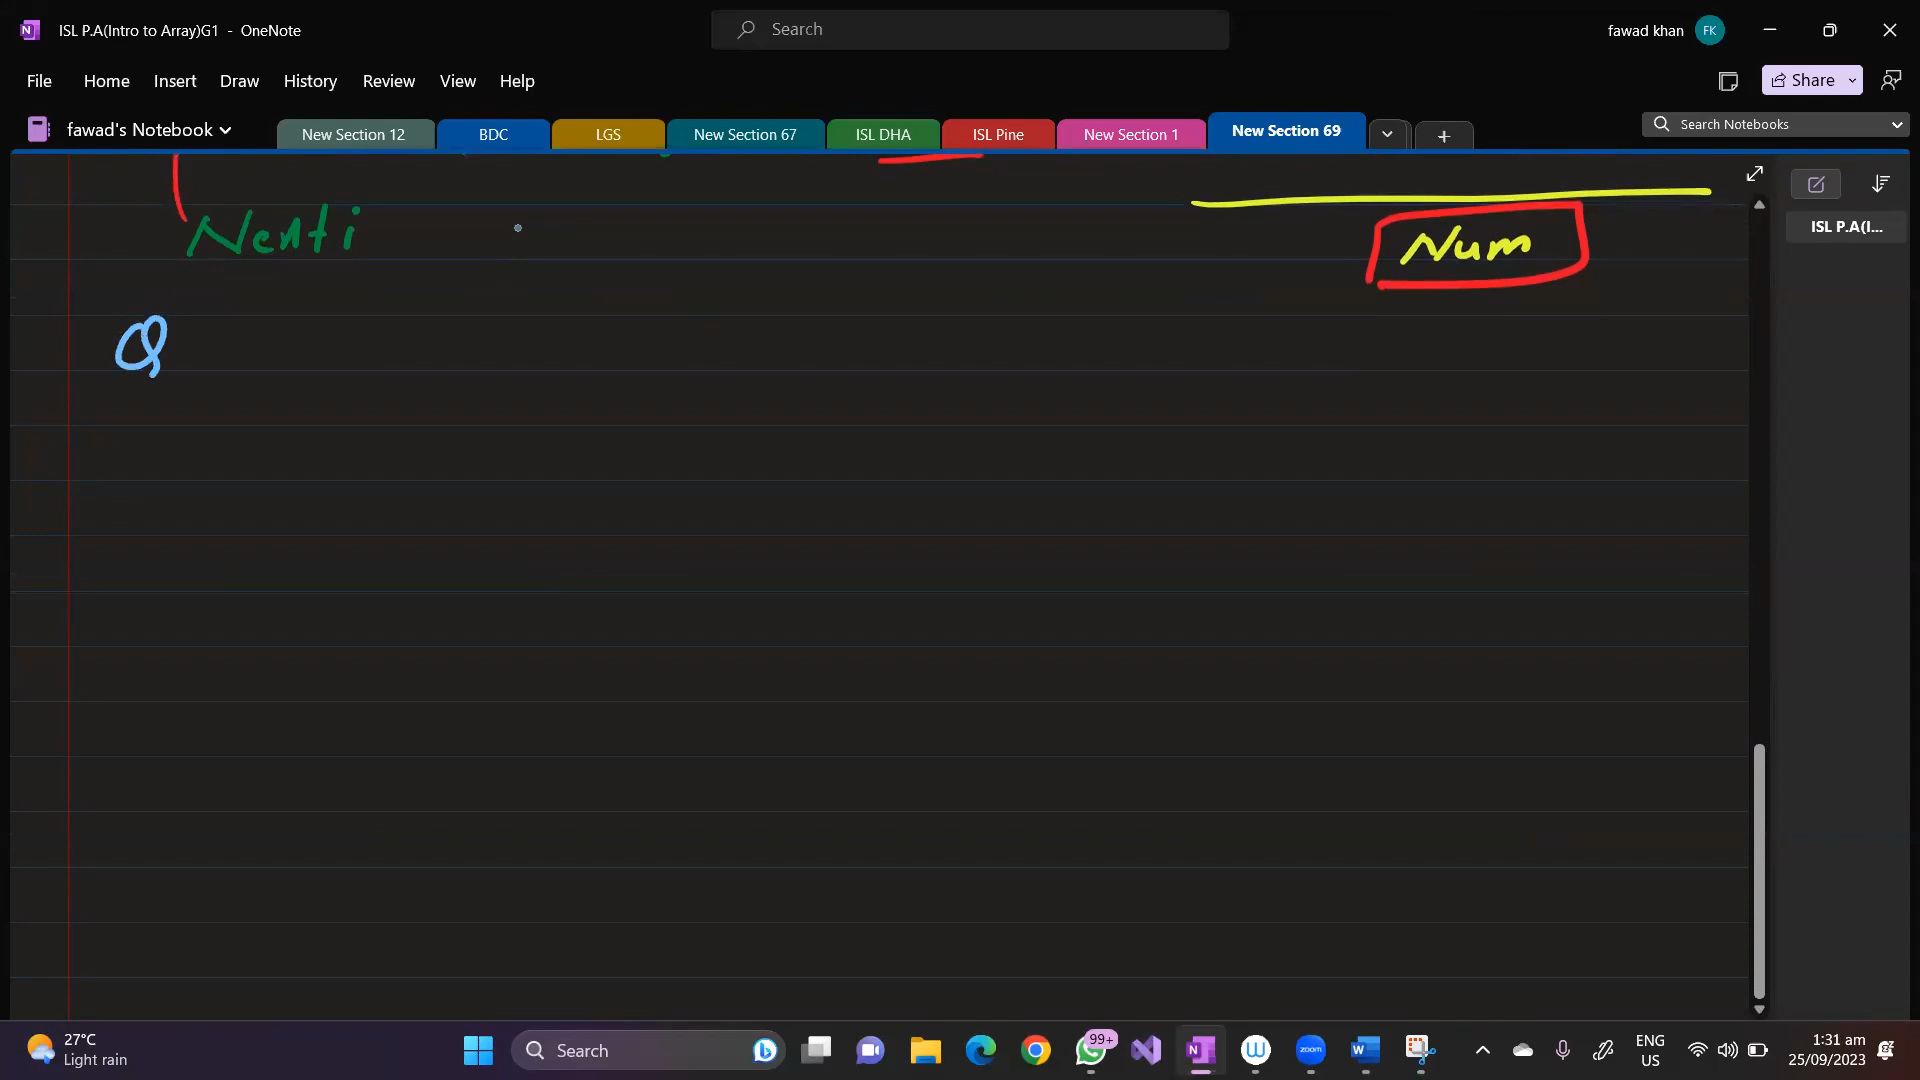 ISL P.A(Intro to Array)G1 - OneNote
Search
fawad khan
FK
File Home Insert Draw History Review View Help
Share
fawad's Notebook
New Section 12
BDC
LGS
New Section 67
ISL DHA
ISL Pine
New Section 1
New Section 69
Search Notebooks
ISL P.A(I...
Nenti
Num
Q
27°C
Light rain
Search
99+
zoom
ENG
US
1:31 am
25/09/2023